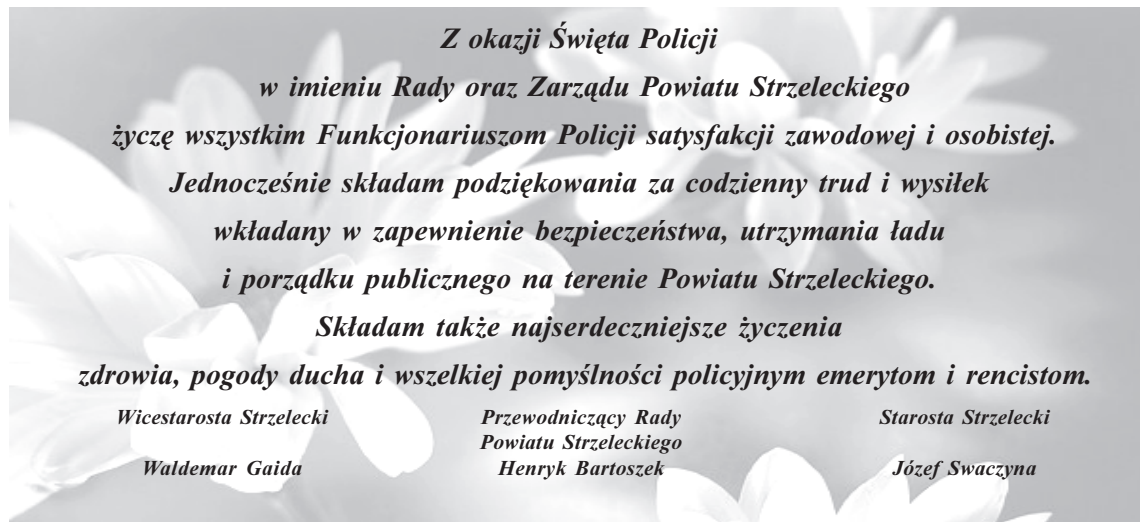 Z okazji Święta Policji
w imieniu Rady oraz Zarządu Powiatu Strzeleckiego
życzę wszystkim Funkcjonariuszom Policji satysfakcji zawodowej i osobistej.
Jednocześnie składam podziękowania za codzienny trud i wysiłek
wkładany w zapewnienie bezpieczeństwa, utrzymania ładu
i porządku publicznego na terenie Powiatu Strzeleckiego.
Składam także najserdeczniejsze życzenia
zdrowia, pogody ducha i wszelkiej pomyślności policyjnym emerytom i rencistom.
Wicestarosta Strzelecki
Waldemar Gaida
Przewodniczący Rady
Powiatu Strzeleckiego
Henryk Bartoszek
Starosta Strzelecki
Józef Swaczyna